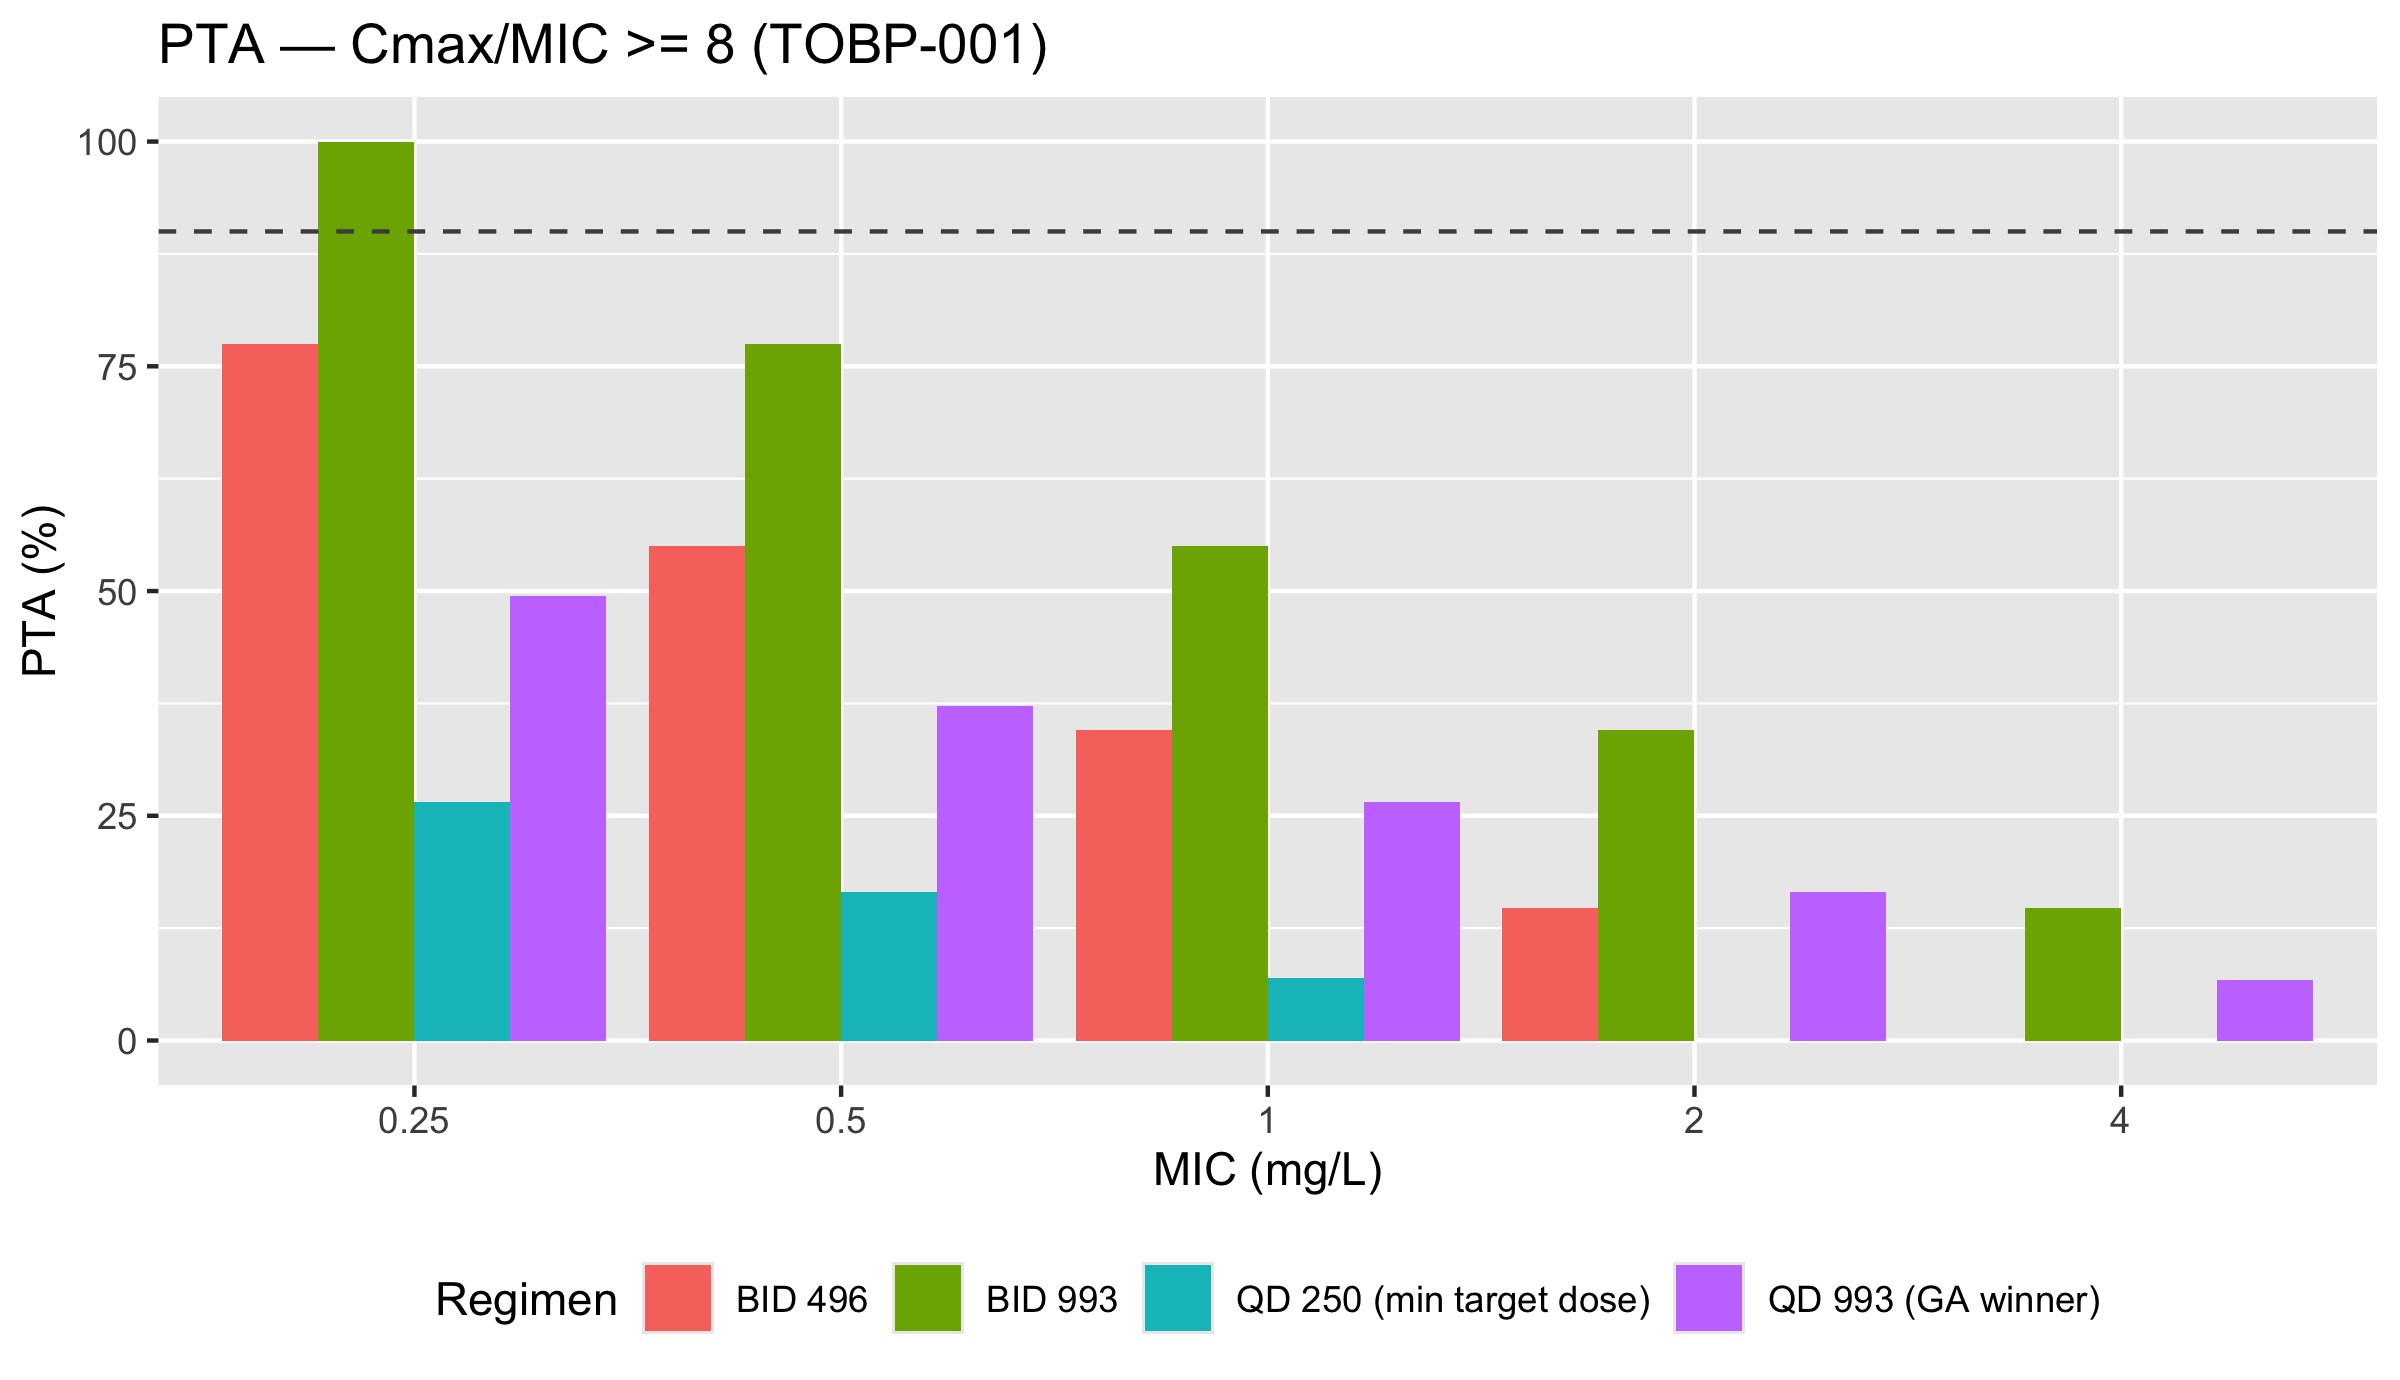 PTA — Cmax/MIC >= 8 (TOBP-001)
PTA (%)
100
75
50
25
0
0.25 0.5 1 2 4
MIC (mg/L)
Regimen BID 496 BID 993 QD 250 (min target dose) QD 993 (GA winner)